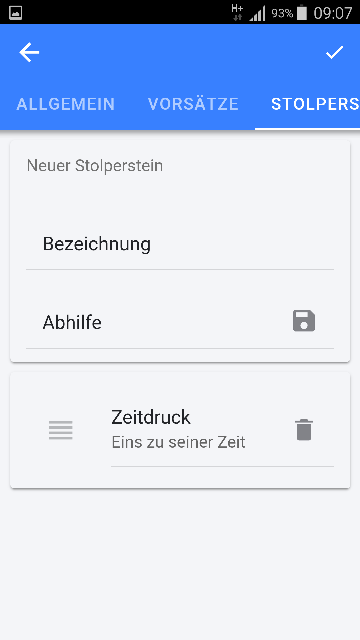 H+ 93% 09:07
ALLGEMEIN VORSÄTZE STOLPERS
Neuer Stolperstein
Bezeichnung
Abhilfe
Zeitdruck
Eins zu seiner Zeit